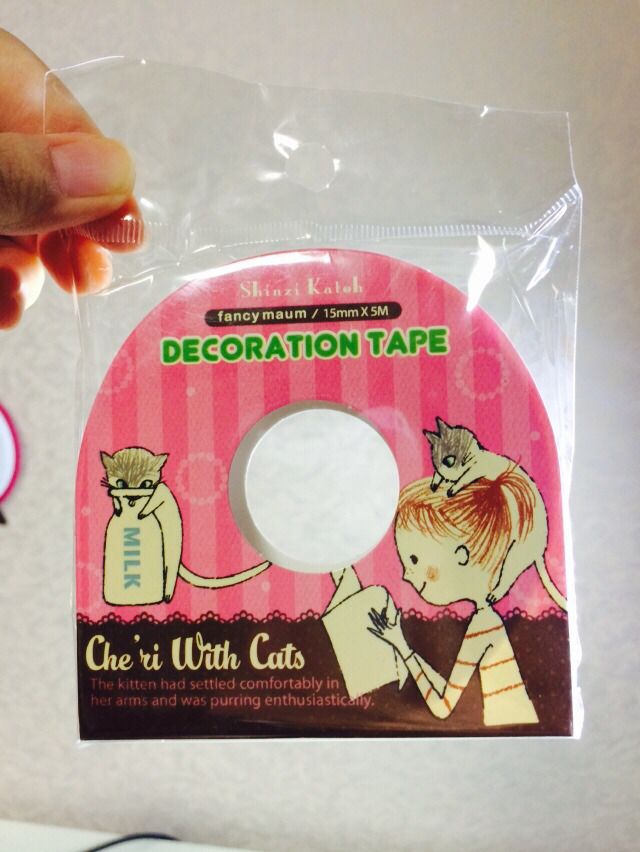 Shinzi Katoh
fancy maum / 15mm X 5M
DECORATION TAPE
MILK
Che'ri With Cats
The kitten had settled comfortably in
her arms and was purring enthusiastically.